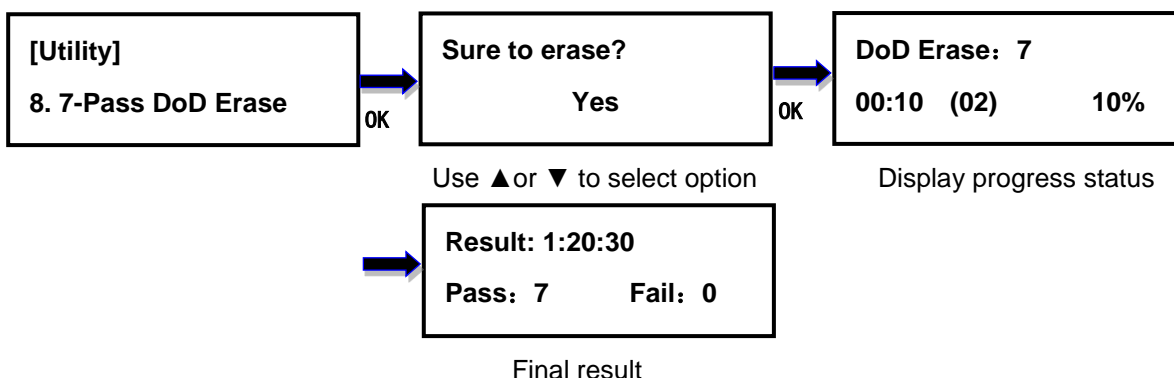 [Utility]
8. 7-Pass DoD Erase
OK
Sure to erase?
Yes
OK
DoD Erase：7
00:10 (02) 10%
Use ▲or ▼ to select option
Display progress status
Result: 1:20:30
Pass：7 Fail：0
Final result